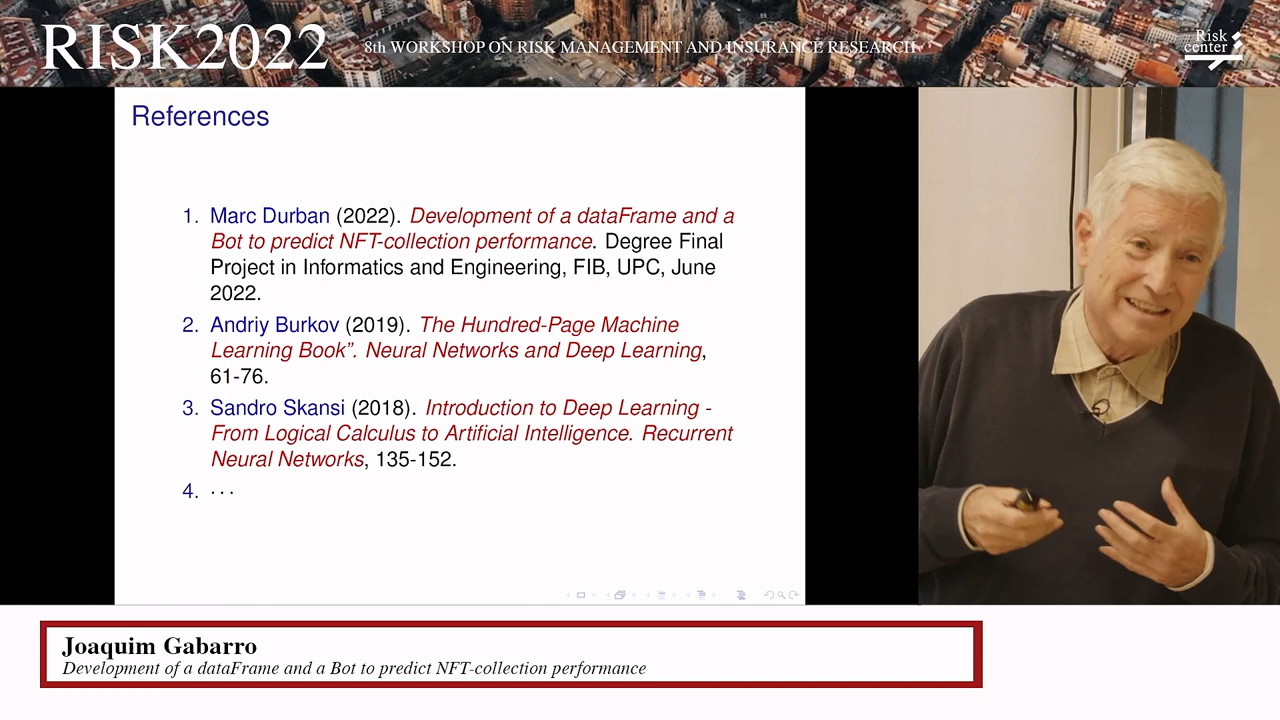 RISK2022
8th WORKSHOP ON RISK MANAGEMENT AND INSURANCE RESEARCH
Risk
center
References
1. Marc Durban (2022). Development of a dataFrame and a
Bot to predict NFT-collection performance. Degree Final
Project in Informatics and Engineering, FIB, UPC, June
2022.
2. Andriy Burkov (2019). The Hundred-Page Machine
Learning Book”. Neural Networks and Deep Learning,
61-76.
3. Sandro Skansi (2018). Introduction to Deep Learning -
From Logical Calculus to Artificial Intelligence. Recurrent
Neural Networks, 135-152.
4. · · ·
Joaquim Gabarro
Development of a dataFrame and a Bot to predict NFT-collection performance